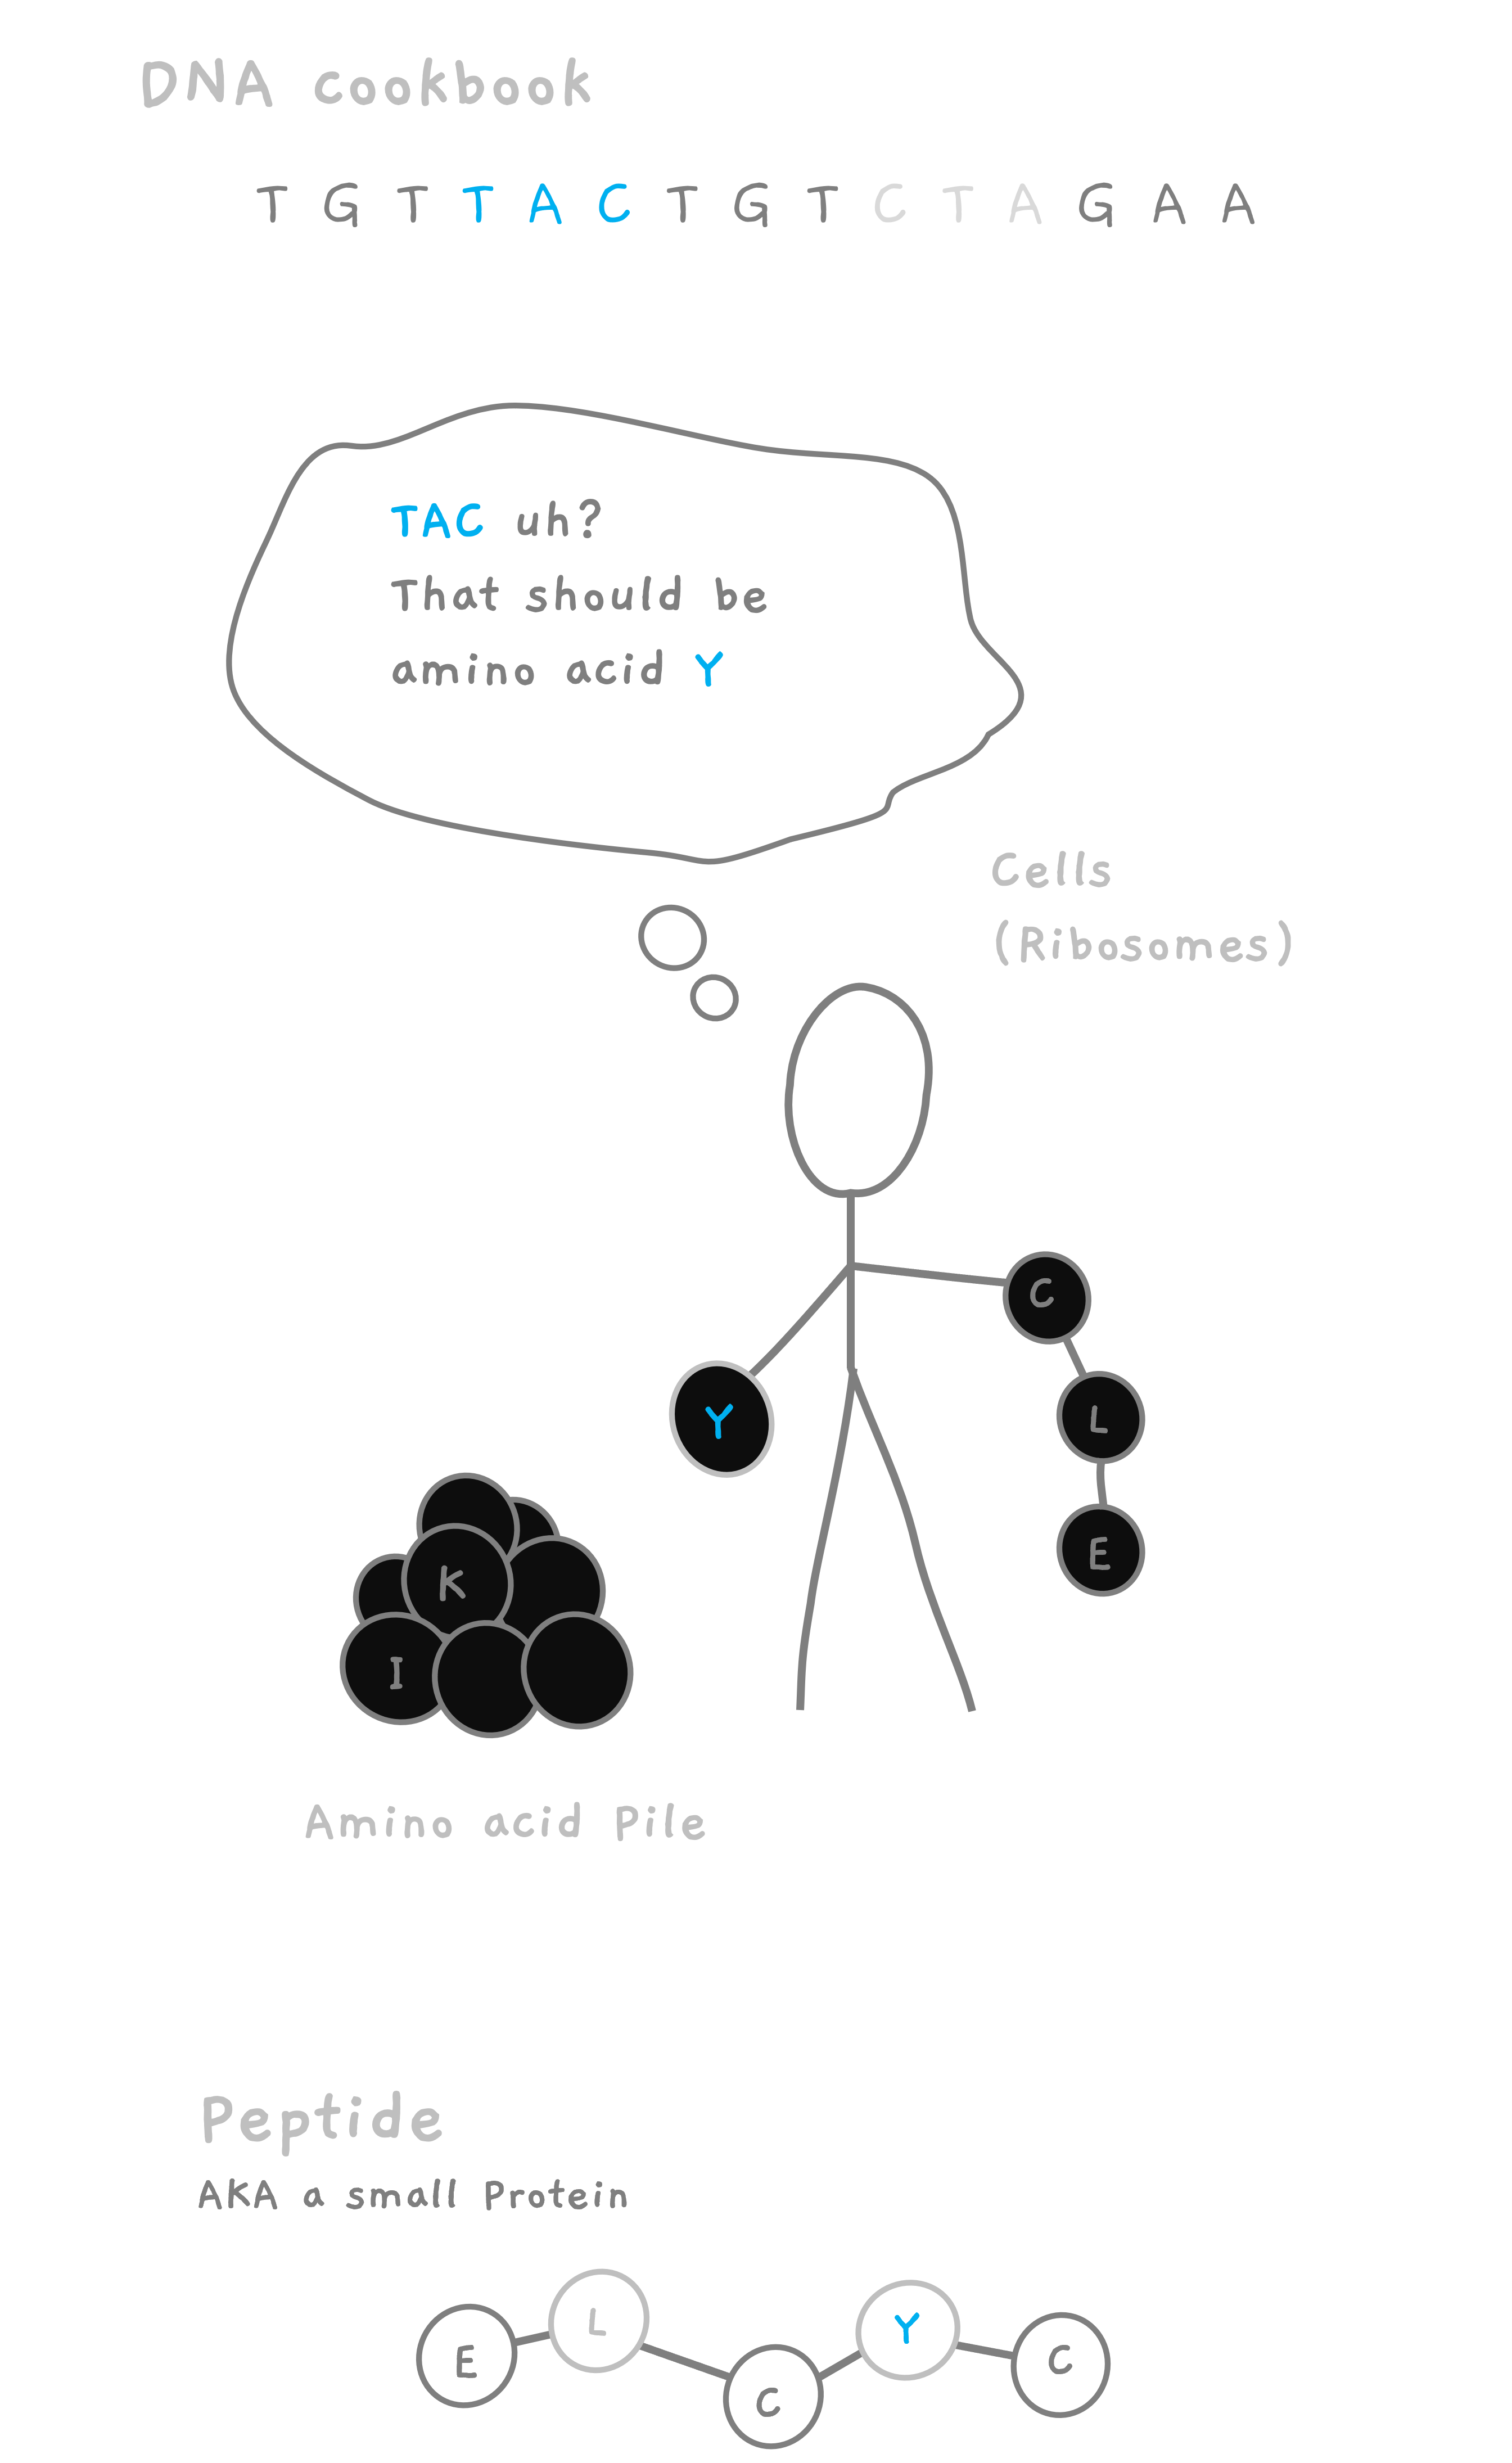 DNA cookbook
T G T T A C T G T C T A G A A
TAC uh?
That should be
amino acid Y
Cells
(Ribosomes)
C
Y
L
E
K
I
Amino acid Pile
Peptide
AKA a small Protein
E L C Y C